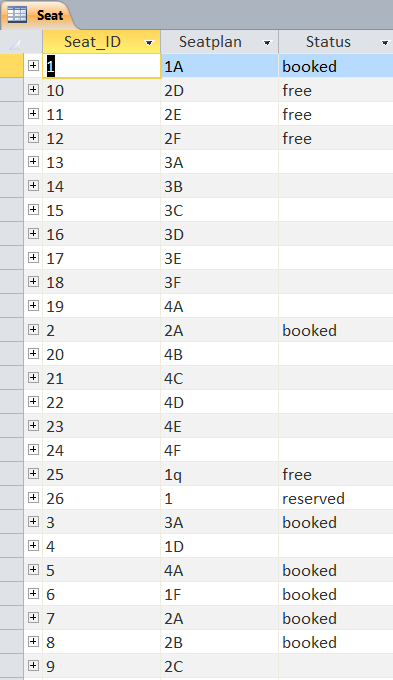 Seat
Seat_ID Seatplan Status
1 1A booked
10 2D free
11 2E free
12 2F free
13 3A
14 3B
15 3C
16 3D
17 3E
18 3F
19 4A
2 2A booked
20 4B
21 4C
22 4D
23 4E
24 4F
25 1q free
26 1 reserved
3 3A booked
4 1D
5 4A booked
6 1F booked
7 2A booked
8 2B booked
9 2C